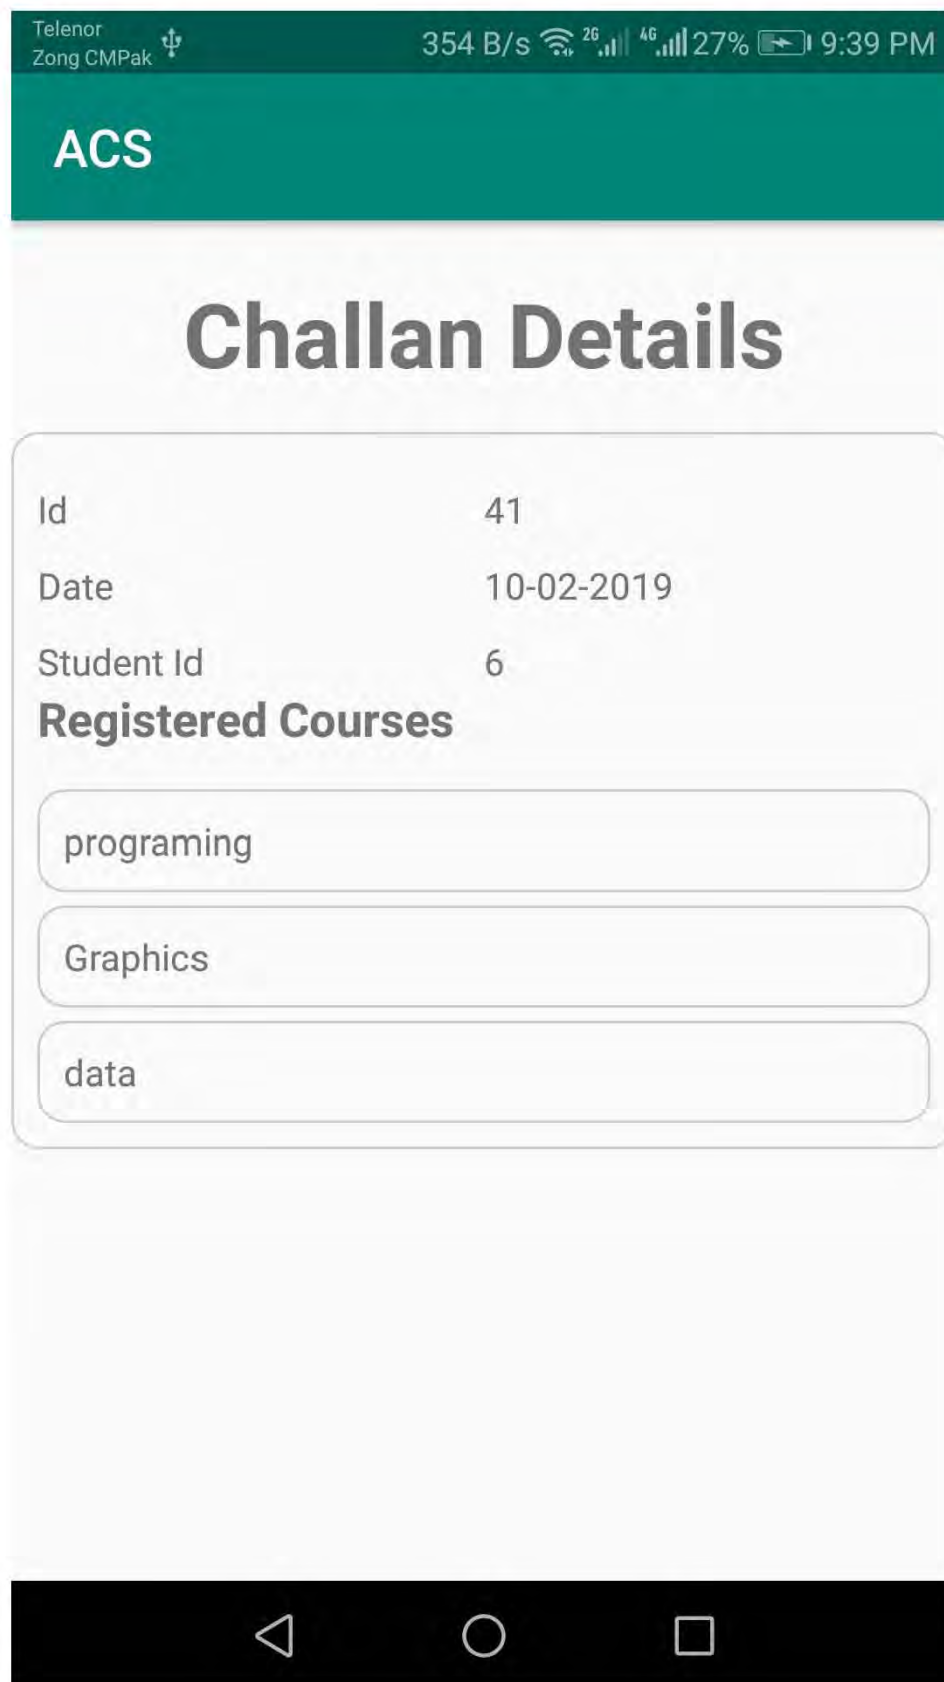 Telenor
Zong CMPak
354 B/s 2G 4G 27% 9:39 PM
ACS
Challan Details
Id 41
Date 10-02-2019
Student Id 6
Registered Courses
programing
Graphics
data